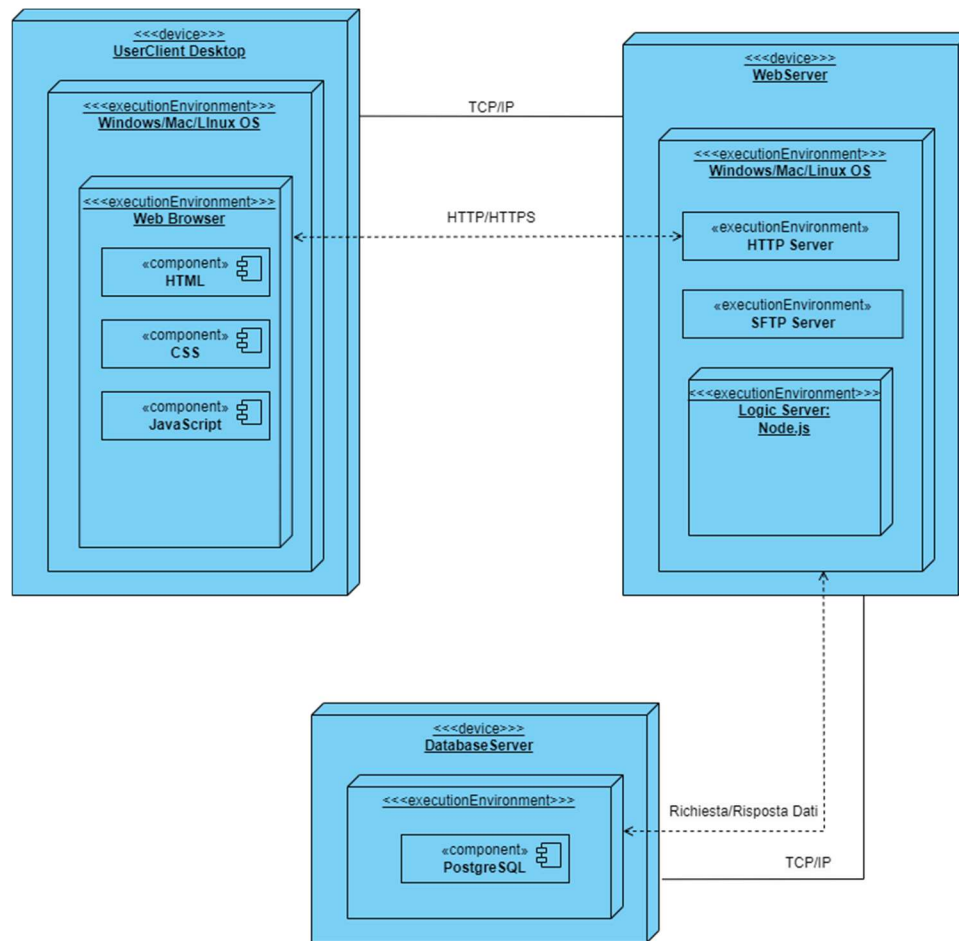 <<<device>>>
UserClient Desktop
<<<executionEnvironment>>>
Windows/Mac/LInux OS
<<<executionEnvironment>>>
Web Browser
«component»
HTML
«component»
CSS
«component»
JavaScript
TCP/IP
HTTP/HTTPS
<<<device>>>
WebServer
<<<executionEnvironment>>>
Windows/Mac/Linux OS
«executionEnvironment»
HTTP Server
«executionEnvironment»
SFTP Server
<<<executionEnvironment>>>
Logic Server:
Node.js
<<<device>>>
DatabaseServer
<<<executionEnvironment>>>
«component»
PostgreSQL
Richiesta/Risposta Dati
TCP/IP